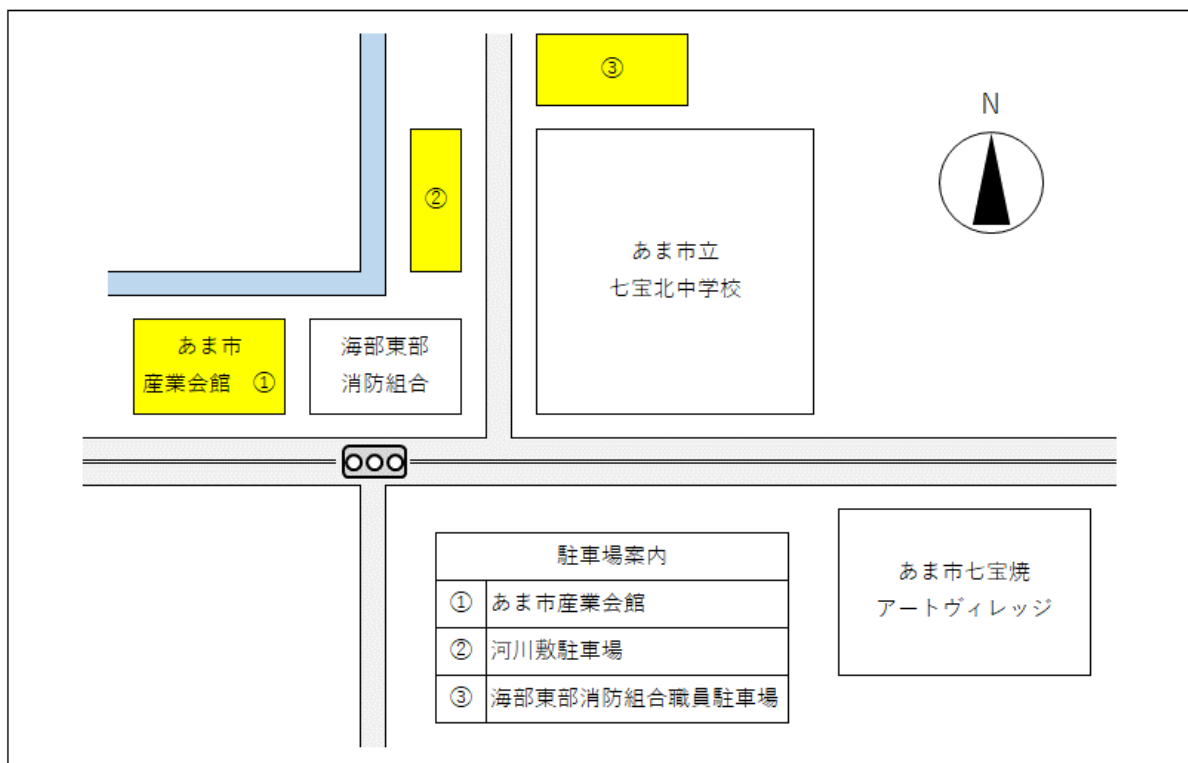 ③
N
②
あま市立
七宝北中学校
あま市
産業会館 ①
海部東部
消防組合
駐車場案内
① あま市産業会館
② 河川敷駐車場
③ 海部東部消防組合職員駐車場
あま市七宝焼
アートヴィレッジ